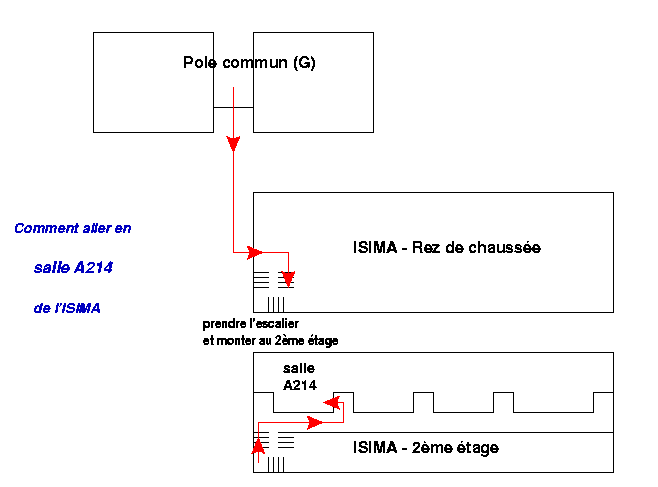 Pole commun (G)
Comment aller en
salle A214
de l'ISIMA
ISIMA - Rez de chaussée
prendre l'escalier
et monter au 2ème étage
salle
A214
ISIMA - 2ème étage